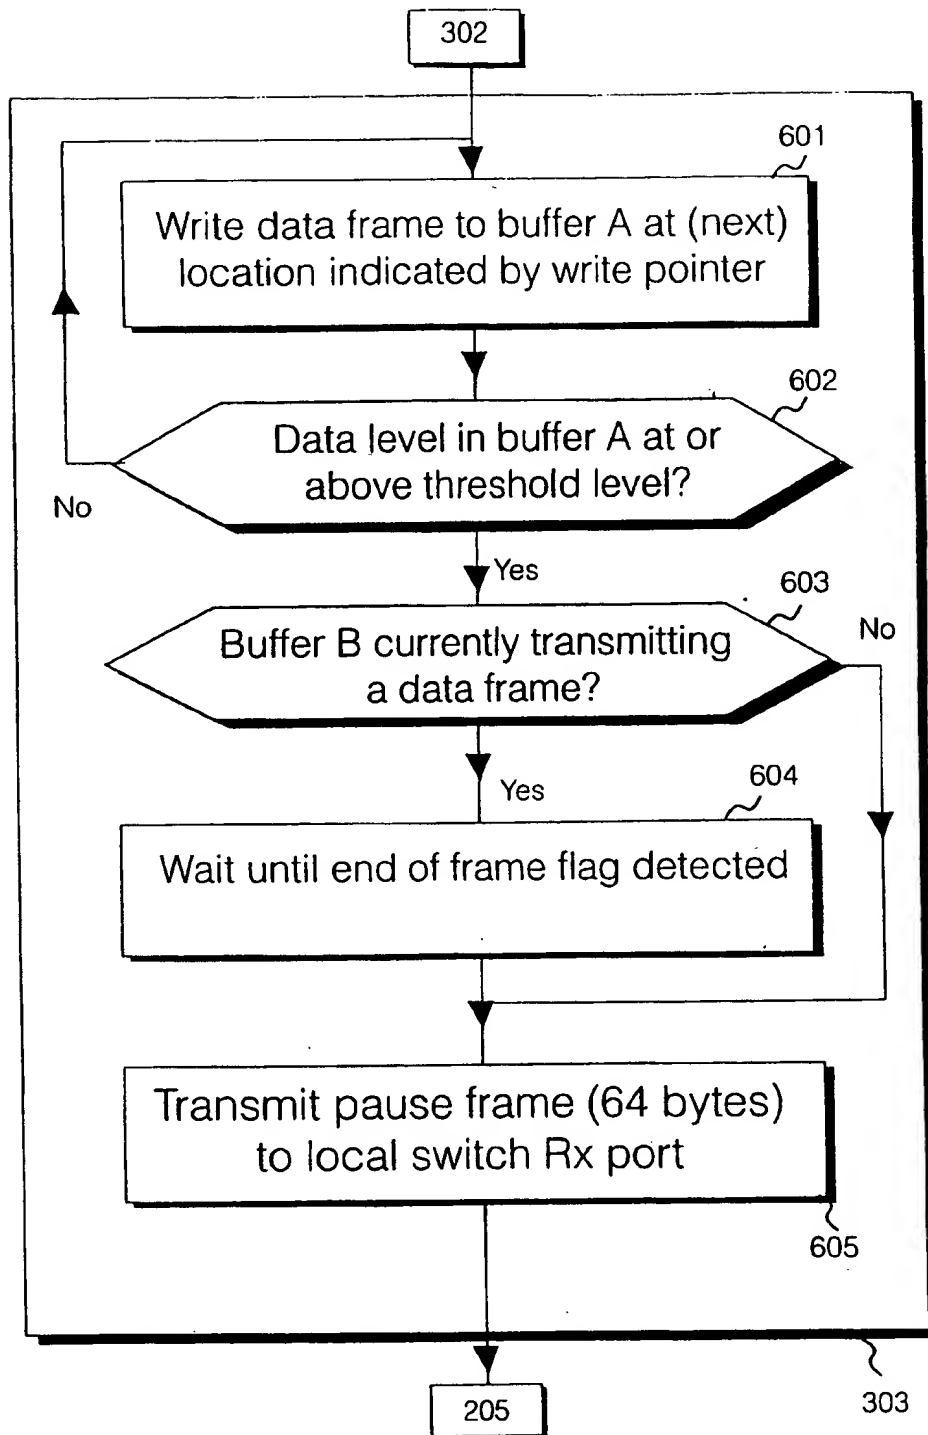 302
601
Write data frame to buffer A at (next)
location indicated by write pointer
602
Data level in buffer A at or
above threshold level?
No
Yes
603
No
Buffer B currently transmitting
a data frame?
Yes
604
Wait until end of frame flag detected
Transmit pause frame (64 bytes)
to local switch Rx port
605
303
205